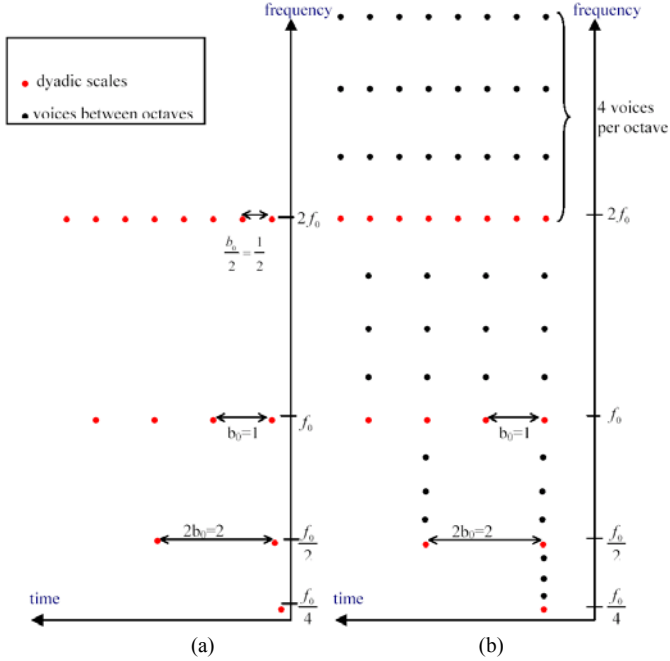 frequency
frequency
dyadic scales
voices between octaves
4 voices
per octave
2f₀
2f₀
b₀/2 = 1/2
f₀
f₀
b₀=1
b₀=1
2b₀=2
f₀/2
2b₀=2
f₀/2
time
f₀/4
time
f₀/4
(a)
(b)